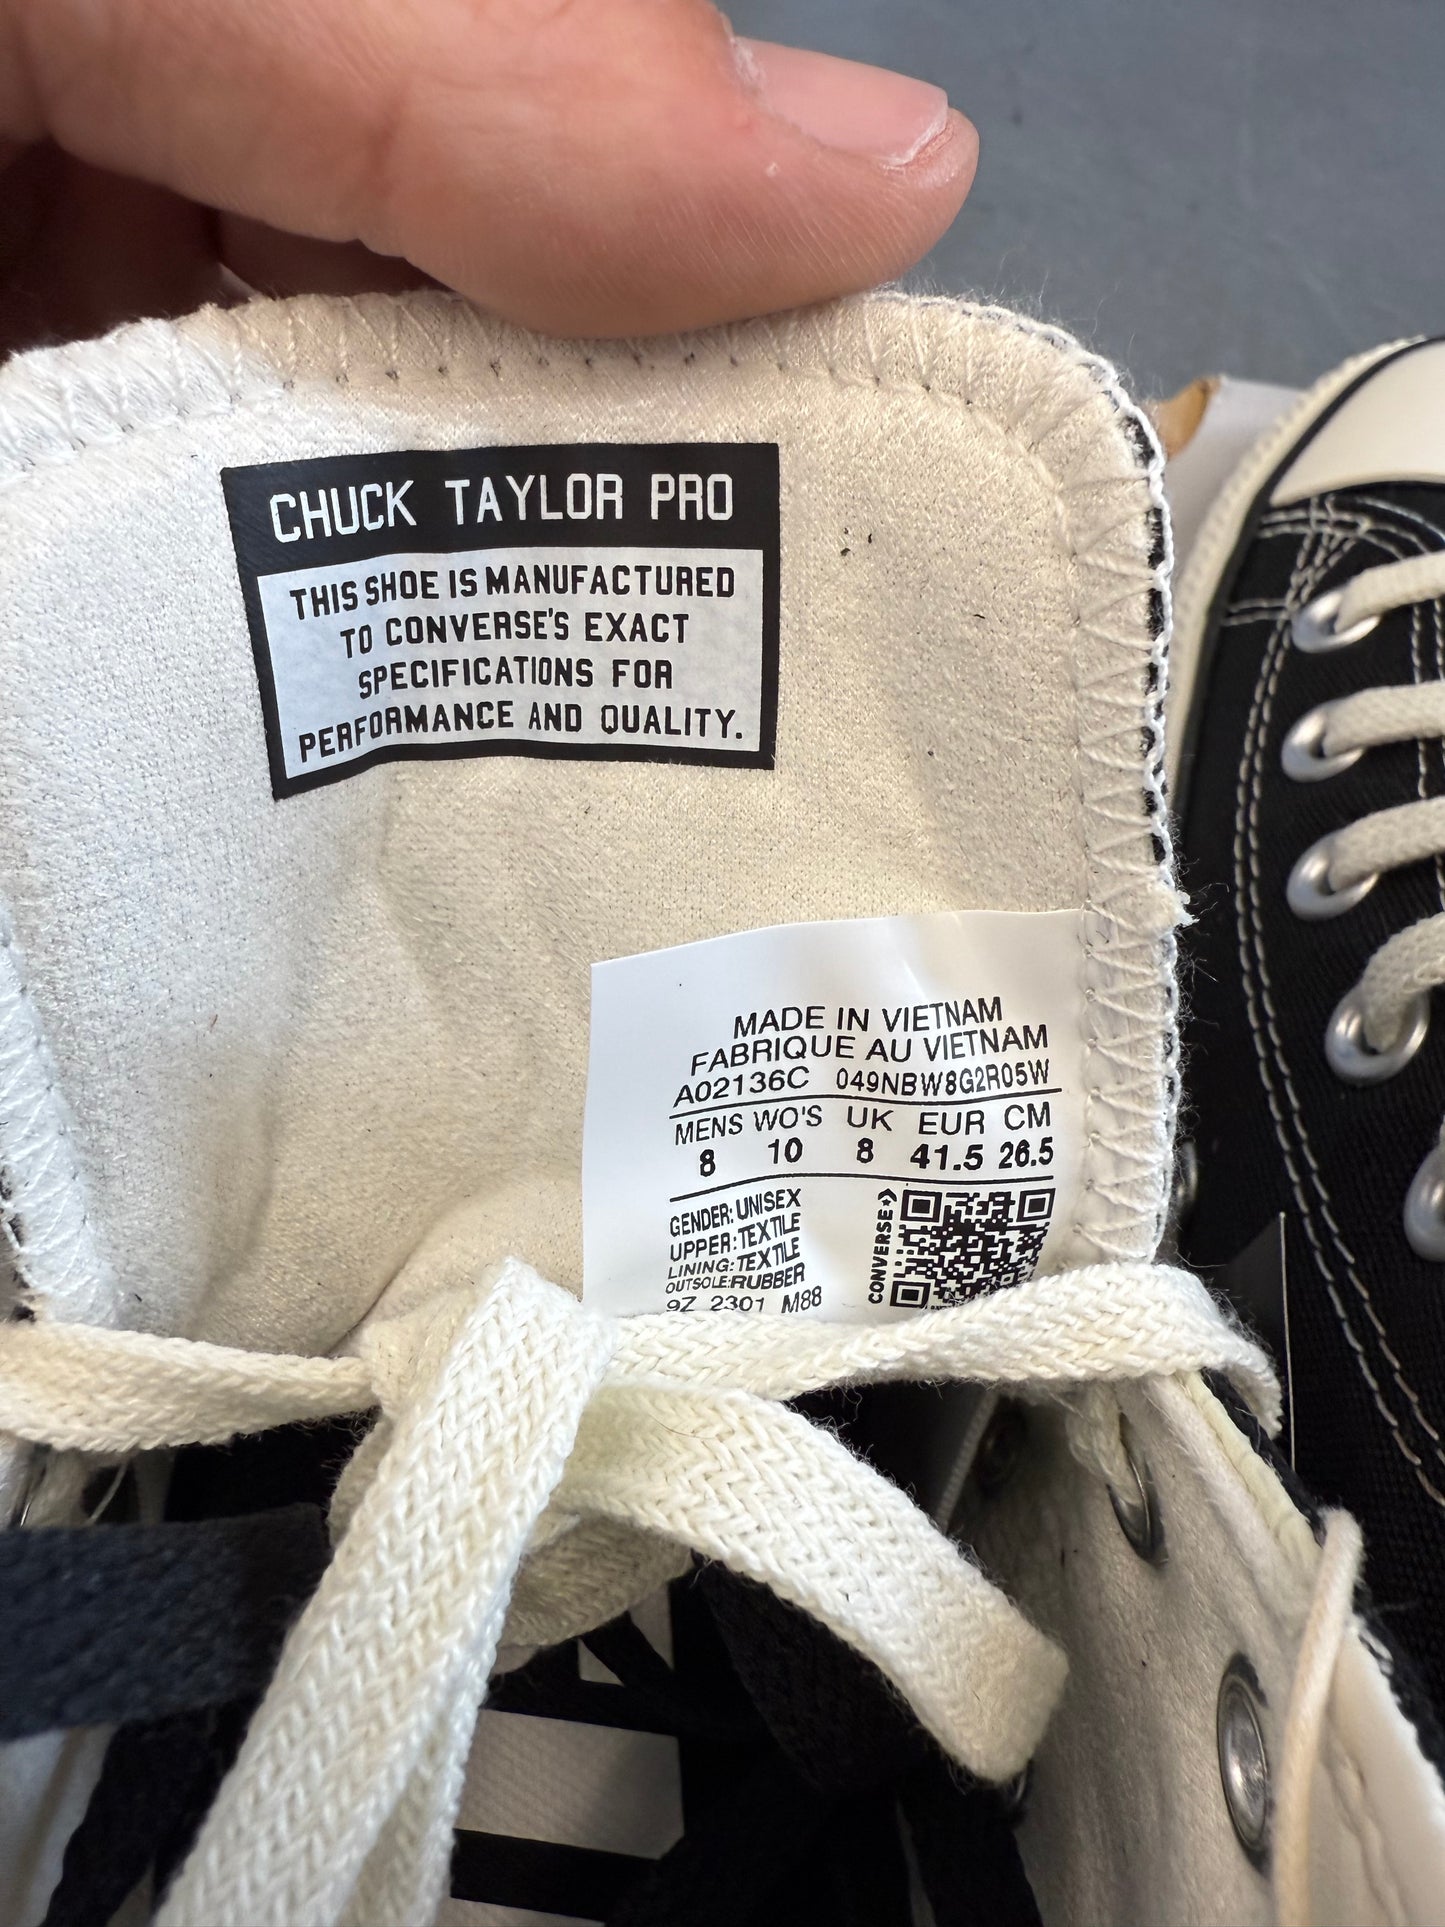 CHUCK TAYLOR PRO
THIS SHOE IS MANUFACTURED
TO CONVERSE'S EXACT
SPECIFICATIONS FOR
PERFORMANCE AND QUALITY.
MADE IN VIETNAM
FABRIQUE AU VIETNAM
A02136C 049NBW8G2R05W
MENS WO'S UK EUR CM
8 10 8 41.5 26.5
GENDER: UNISEX
UPPER: TEXTILE
LINING: TEXTILE
OUTSOLE: RUBBER
9Z 2301 M88
CONVERSE